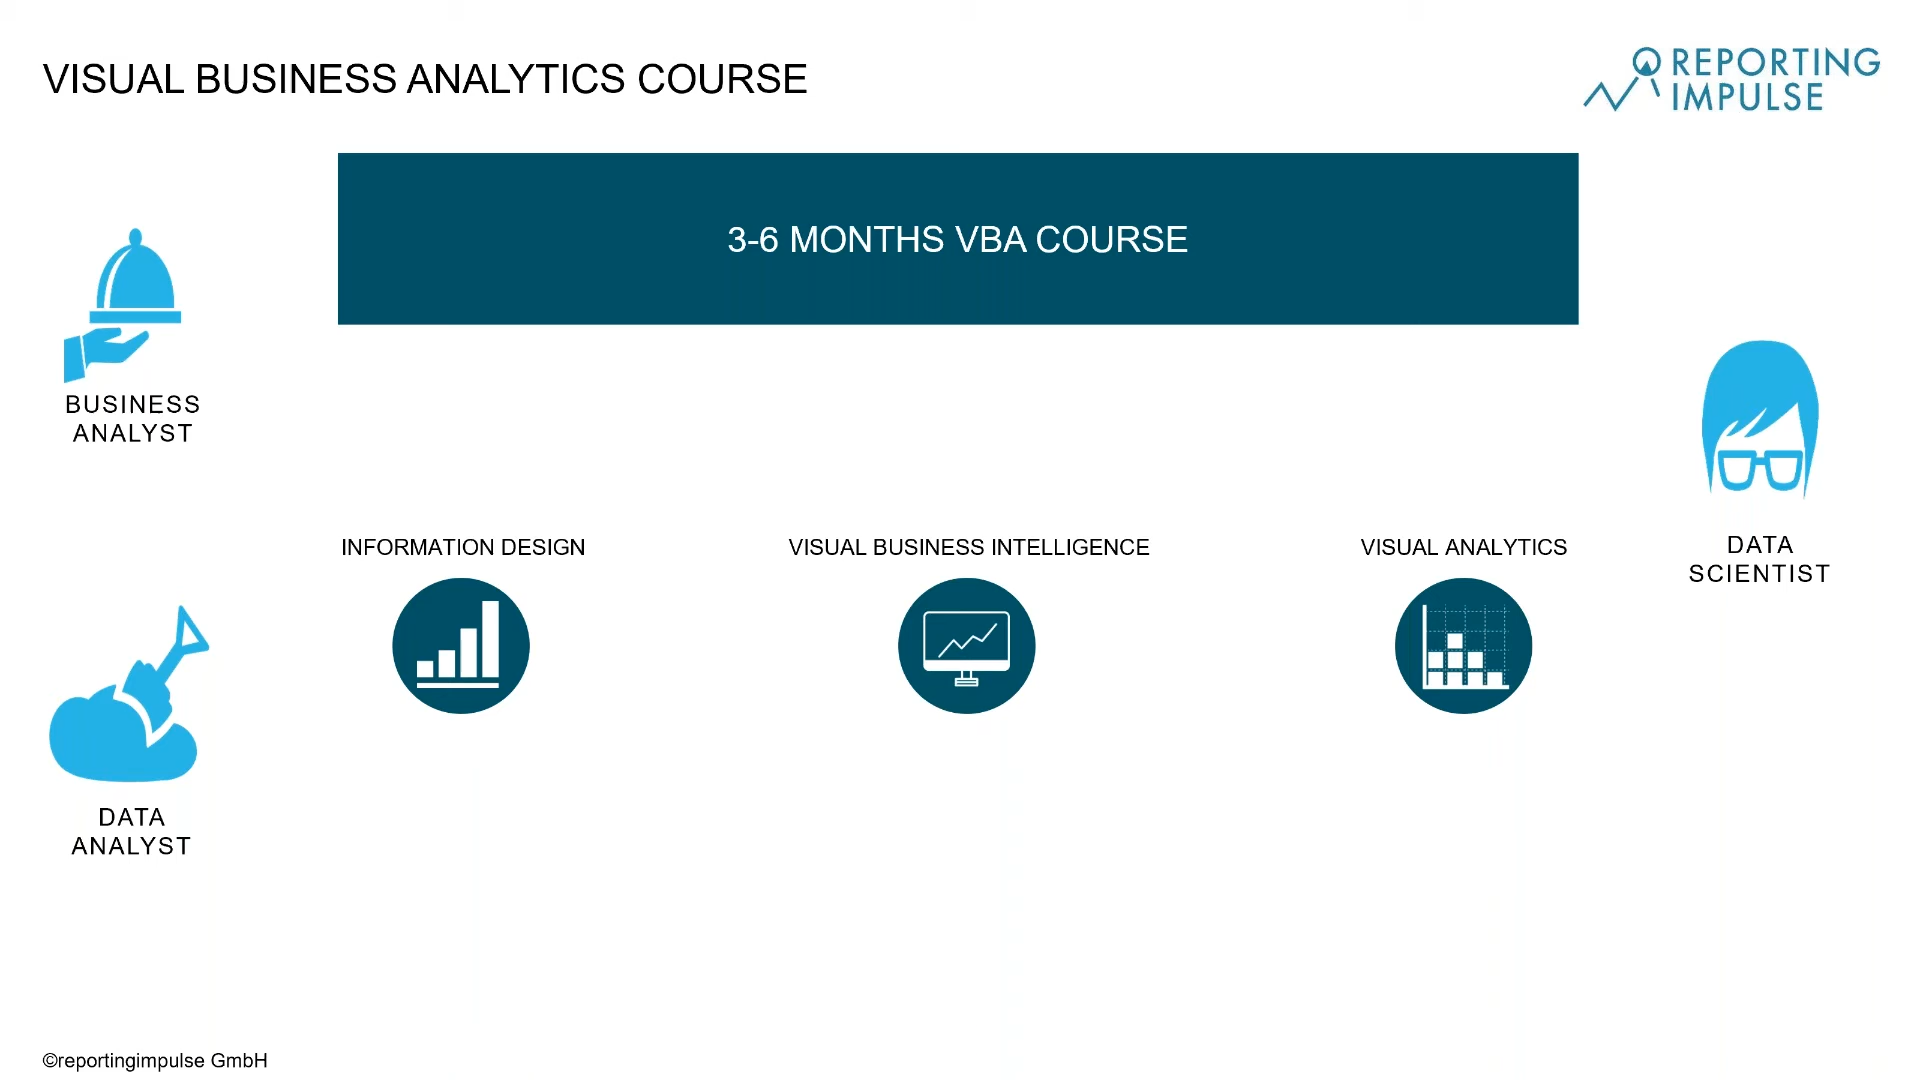 VISUAL BUSINESS ANALYTICS COURSE
REPORTING
IMPULSE
3-6 MONTHS VBA COURSE
BUSINESS
ANALYST
INFORMATION DESIGN
VISUAL BUSINESS INTELLIGENCE
VISUAL ANALYTICS
DATA
SCIENTIST
DATA
ANALYST
©reportingimpulse GmbH